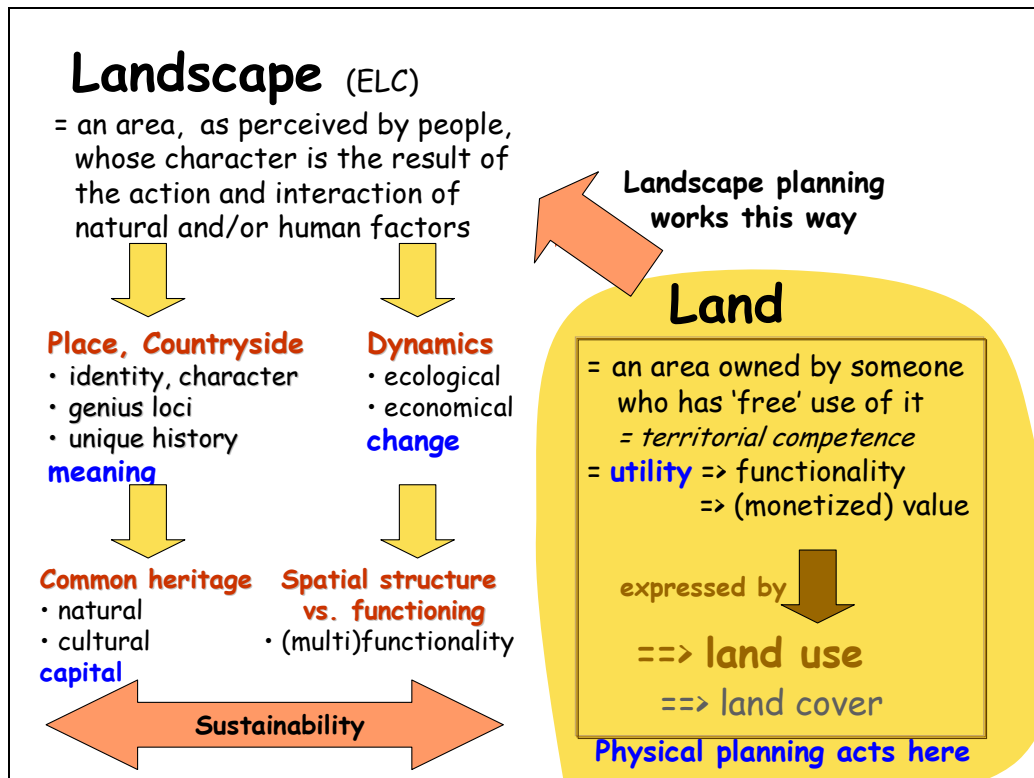 Landscape (ELC)
= an area, as perceived by people,
whose character is the result of
the action and interaction of
natural and/or human factors
Place, Countryside
• identity, character
• genius loci
• unique history
meaning
Dynamics
• ecological
• economical
change
Common heritage
• natural
• cultural
capital
Spatial structure
vs. functioning
• (multi)functionality
Sustainability
Landscape planning
works this way
Land
= an area owned by someone
who has ‘free’ use of it
= territorial competence
= utility => functionality
=> (monetized) value
expressed by
==> land use
==> land cover
Physical planning acts here